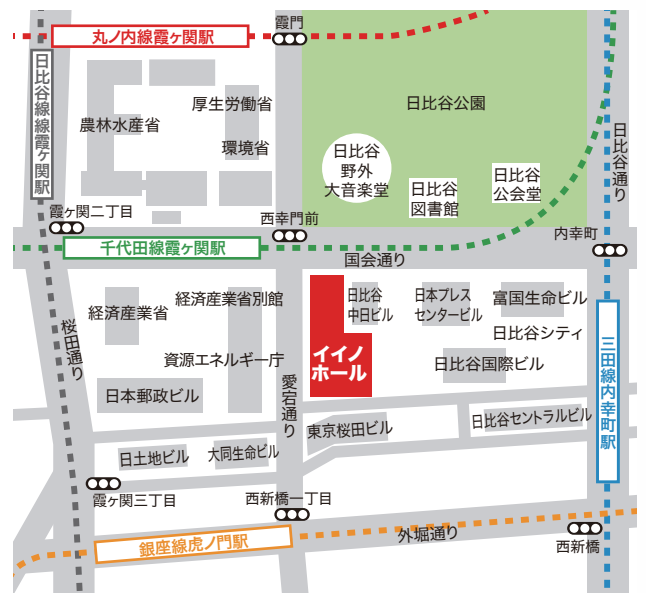 霞門
丸ノ内線霞ヶ関駅
日比谷線線霞ヶ関駅
厚生労働省
農林水産省
環境省
日比谷公園
日比谷
野外
大音楽堂
日比谷
図書館
日比谷
公会堂
日比谷通り
霞ヶ関二丁目
西幸門前
内幸町
千代田線霞ヶ関駅
国会通り
経済産業省
経済産業省別館
日比谷
中田ビル
日本プレス
センタービル
富国生命ビル
日比谷シティ
桜田通り
資源エネルギー庁
イイノ
ホール
日比谷国際ビル
三田線内幸町駅
日本郵政ビル
愛宕通り
東京桜田ビル
日比谷セントラルビル
日土地ビル
大同生命ビル
霞ヶ関三丁目
西新橋一丁目
銀座線虎ノ門駅
外堀通り
西新橋